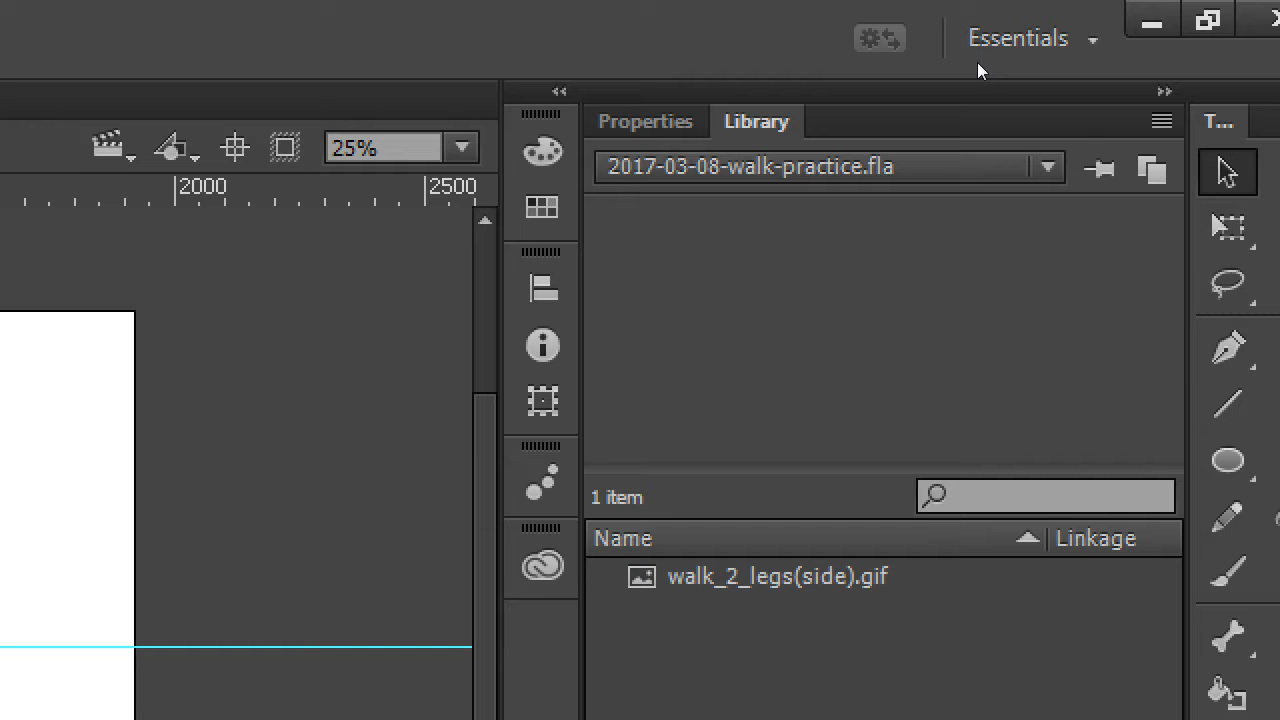 Essentials
Properties
Library
T...
25%
2017-03-08-walk-practice.fla
2000
2500
1 item
Name
Linkage
walk_2_legs(side).gif